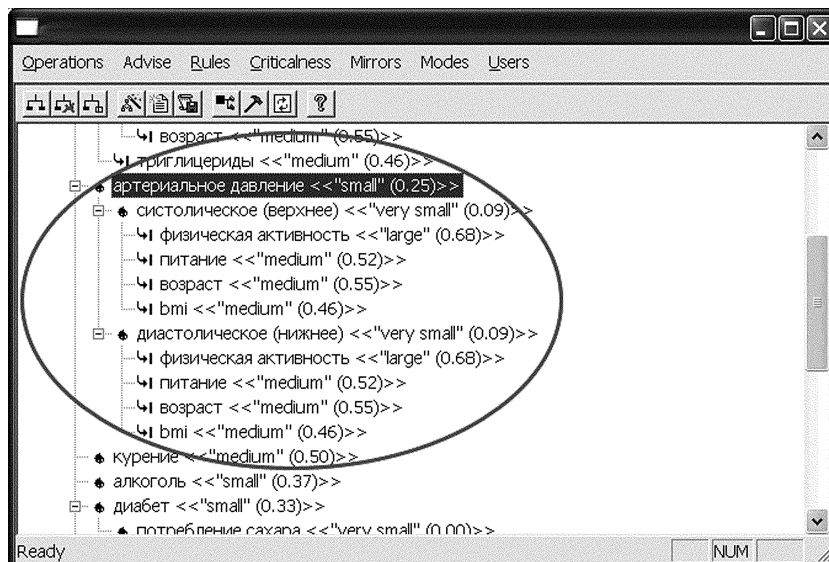 Operations Advise Rules Criticalness Mirrors Modes Users
возраст <<"medium" (0.55)>>
триглицериды <<"medium" (0.46)>>
артериальное давление <<"small" (0.25)>>
систолическое (верхнее) <<"very small" (0.09)>>
физическая активность <<"large" (0.68)>>
питание <<"medium" (0.52)>>
возраст <<"medium" (0.55)>>
bmi <<"medium" (0.46)>>
диастолическое (нижнее) <<"very small" (0.09)>>
физическая активность <<"large" (0.68)>>
питание <<"medium" (0.52)>>
возраст <<"medium" (0.55)>>
bmi <<"medium" (0.46)>>
курение <<"medium" (0.50)>>
алкоголь <<"small" (0.37)>>
диабет <<"small" (0.33)>>
потребление сахара <<"very small" (0.00)>>
Ready NUM